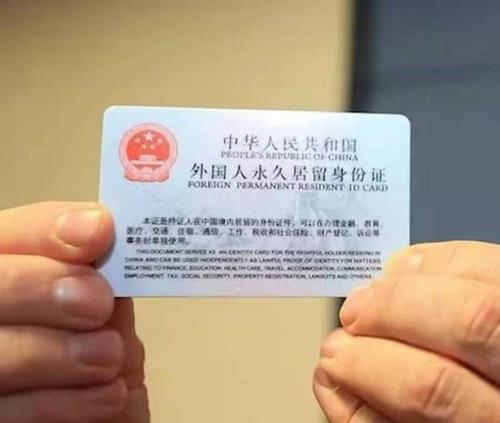 中华人民共和国
PEOPLE'S REPUBLIC OF CHINA
外国人永久居留身份证
FOREIGN PERMANENT RESIDENT ID CARD
本证是持证人在中国境内居留的身份证件，可以在办理金融、教育、
医疗、交通、住宿、通信、工作、税收和社会保险、财产登记、诉讼等
事务时单独使用。
THIS DOCUMENT SERVES AS AN IDENTITY CARD FOR THE RIGHTFUL HOLDER RESIDING IN
CHINA AND CAN BE USED INDEPENDENTLY AS LAWFUL PROOF OF IDENTITY FOR MATTERS
RELATING TO FINANCE, EDUCATION, HEALTH CARE, TRAVEL, ACCOMMODATION, COMMUNICATION
EMPLOYMENT, TAX, SOCIAL SECURITY, PROPERTY REGISTRATION, LAWSUITS AND OTHERS.